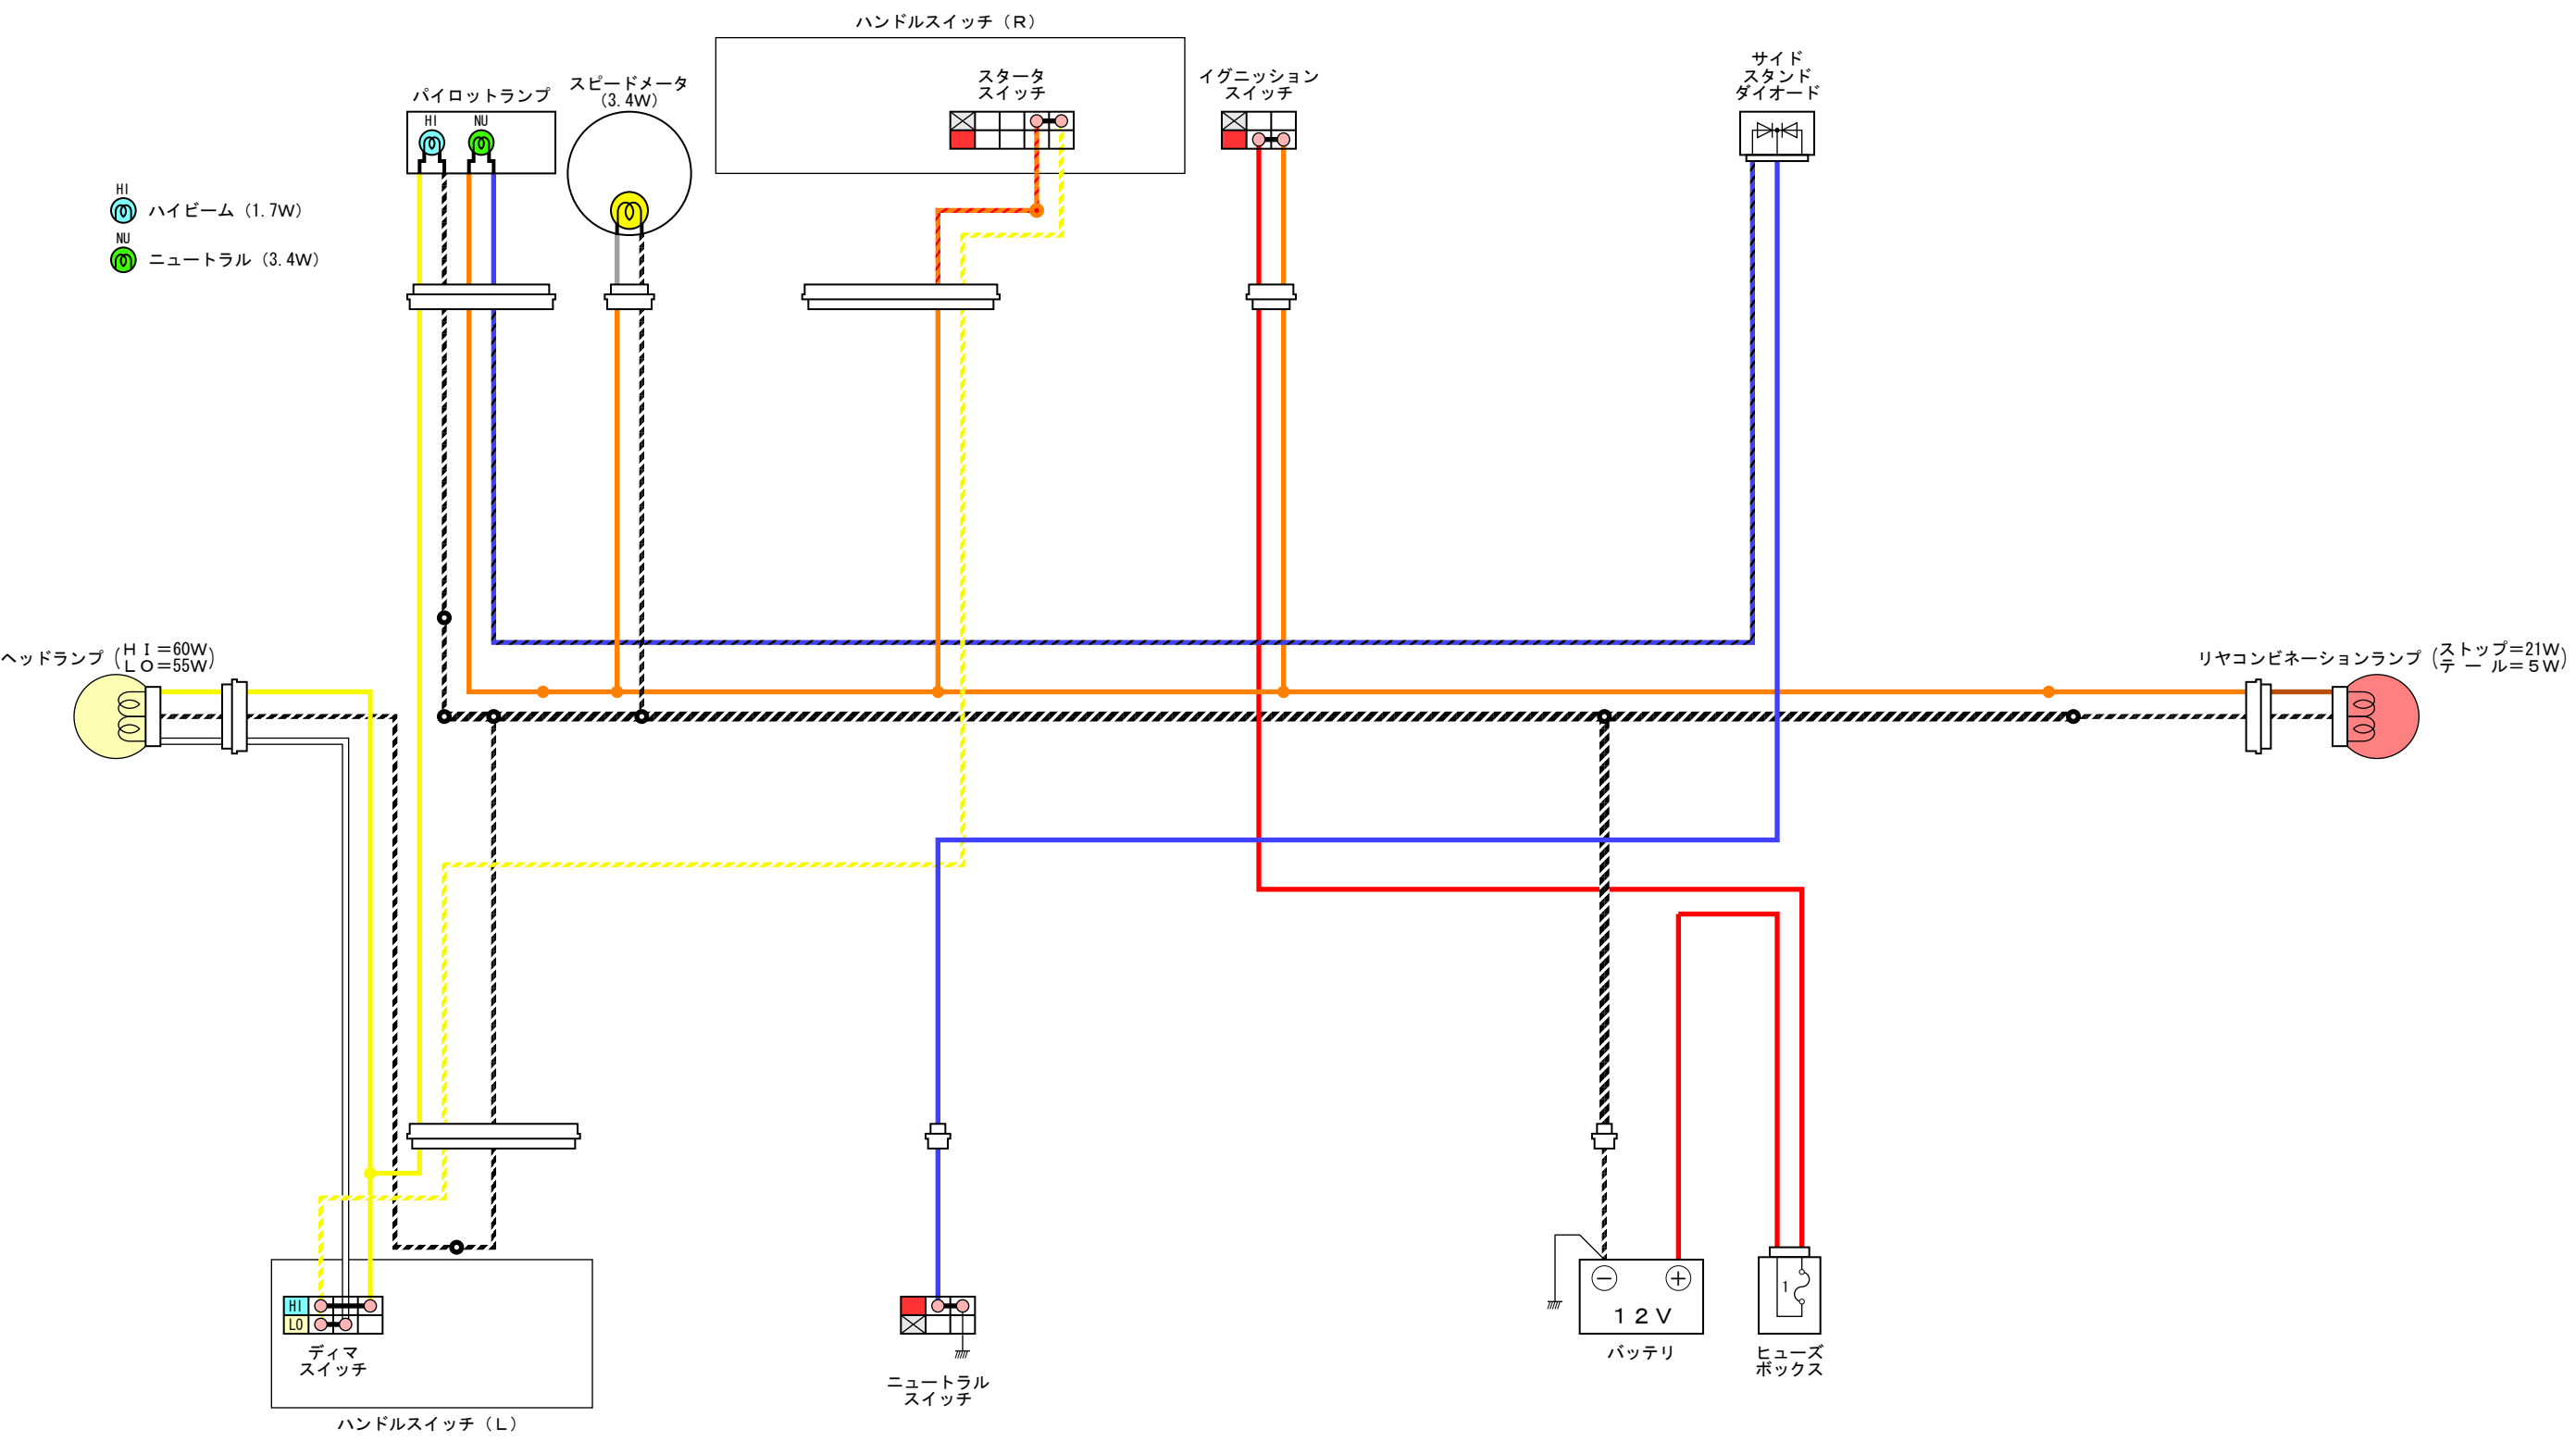 ハンドルスイッチ（R）
スタータ
スイッチ
イグニッション
スイッチ
サイド
スタンド
ダイオード
パイロットランプ
HI
NU
スピードメータ
（3.4W）
HI
ハイビーム（1.7W）
NU
ニュートラル（3.4W）
ヘッドランプ
（HI＝60W
LO＝55W）
リヤコンビネーションランプ
（ストップ＝21W
テール＝5W）
HI
LO
ディマ
スイッチ
ハンドルスイッチ（L）
ニュートラル
スイッチ
－
＋
12V
バッテリ
1
ヒューズ
ボックス